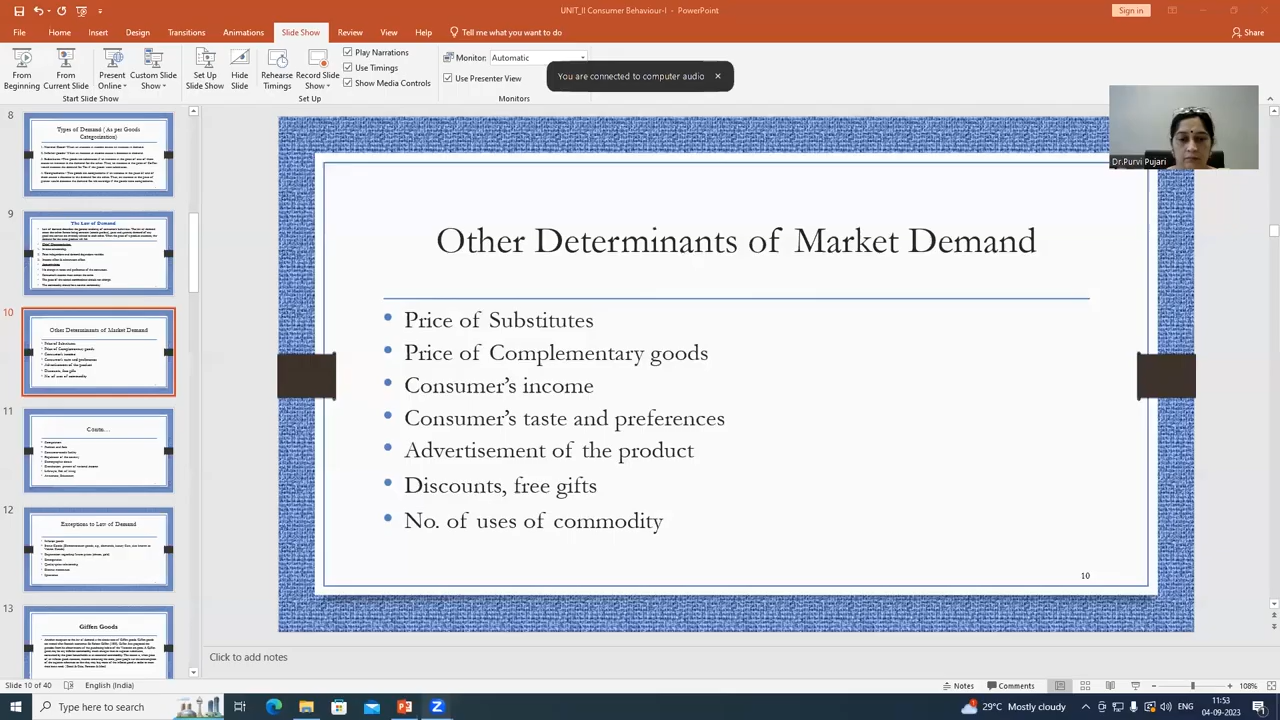 UNIT_II Consumer Behaviour-I - PowerPoint
Sign in
File Home Insert Design Transitions Animations Slide Show Review View Help Tell me what you want to do Share
From Beginning
From Current Slide
Present Online
Custom Slide Show
Set Up Slide Show
Hide Slide
Rehearse Timings
Record Slide Show
Play Narrations
Use Timings
Show Media Controls
Monitor: Automatic
Use Presenter View
Start Slide Show
Set Up
Monitors
You are connected to computer audio
Dr.Purvi Pujari
8
Types of Demand ( As per Goods
Categorization)
9
The Law of Demand
10
Other Determinants of Market Demand
11
Contn...
12
Exceptions to Law of Demand
13
Giffen Goods
Other Determinants of Market Demand
Price of Substitutes
Price of Complementary goods
Consumer’s income
Consumer’s taste and preferences
Advertisement of the product
Discounts, free gifts
No. of uses of commodity
10
Click to add notes
Slide 10 of 40 English (India)
Notes Comments
108%
Type here to search
29°C Mostly cloudy
ENG
11:53
04-09-2023